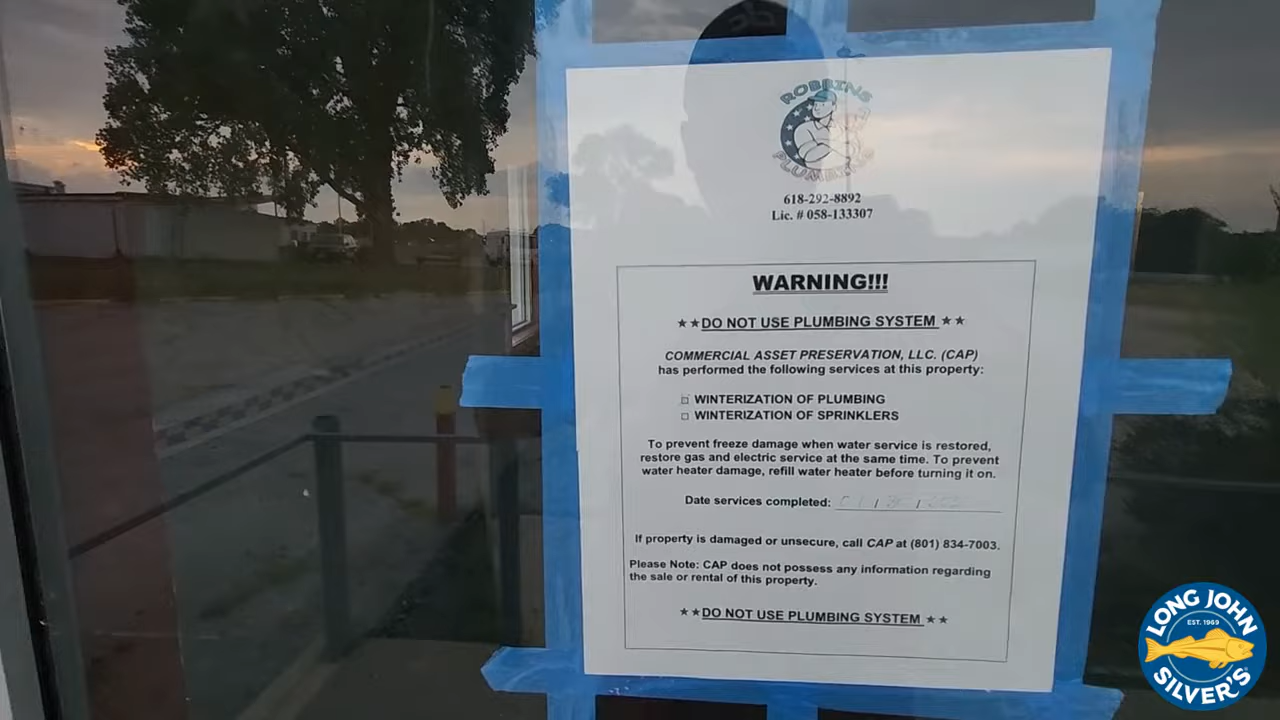 ROBBINS
PLUMBING
618-292-8892
Lic. # 058-133307
WARNING!!!
★★DO NOT USE PLUMBING SYSTEM ★★
COMMERCIAL ASSET PRESERVATION, LLC. (CAP)
has performed the following services at this property:
WINTERIZATION OF PLUMBING
WINTERIZATION OF SPRINKLERS
To prevent freeze damage when water service is restored,
restore gas and electric service at the same time. To prevent
water heater damage, refill water heater before turning it on.
Date services completed:
If property is damaged or unsecure, call CAP at (801) 834-7003.
Please Note: CAP does not possess any information regarding
the sale or rental of this property.
★★DO NOT USE PLUMBING SYSTEM ★★
LONG JOHN
EST. 1969
SILVER'S